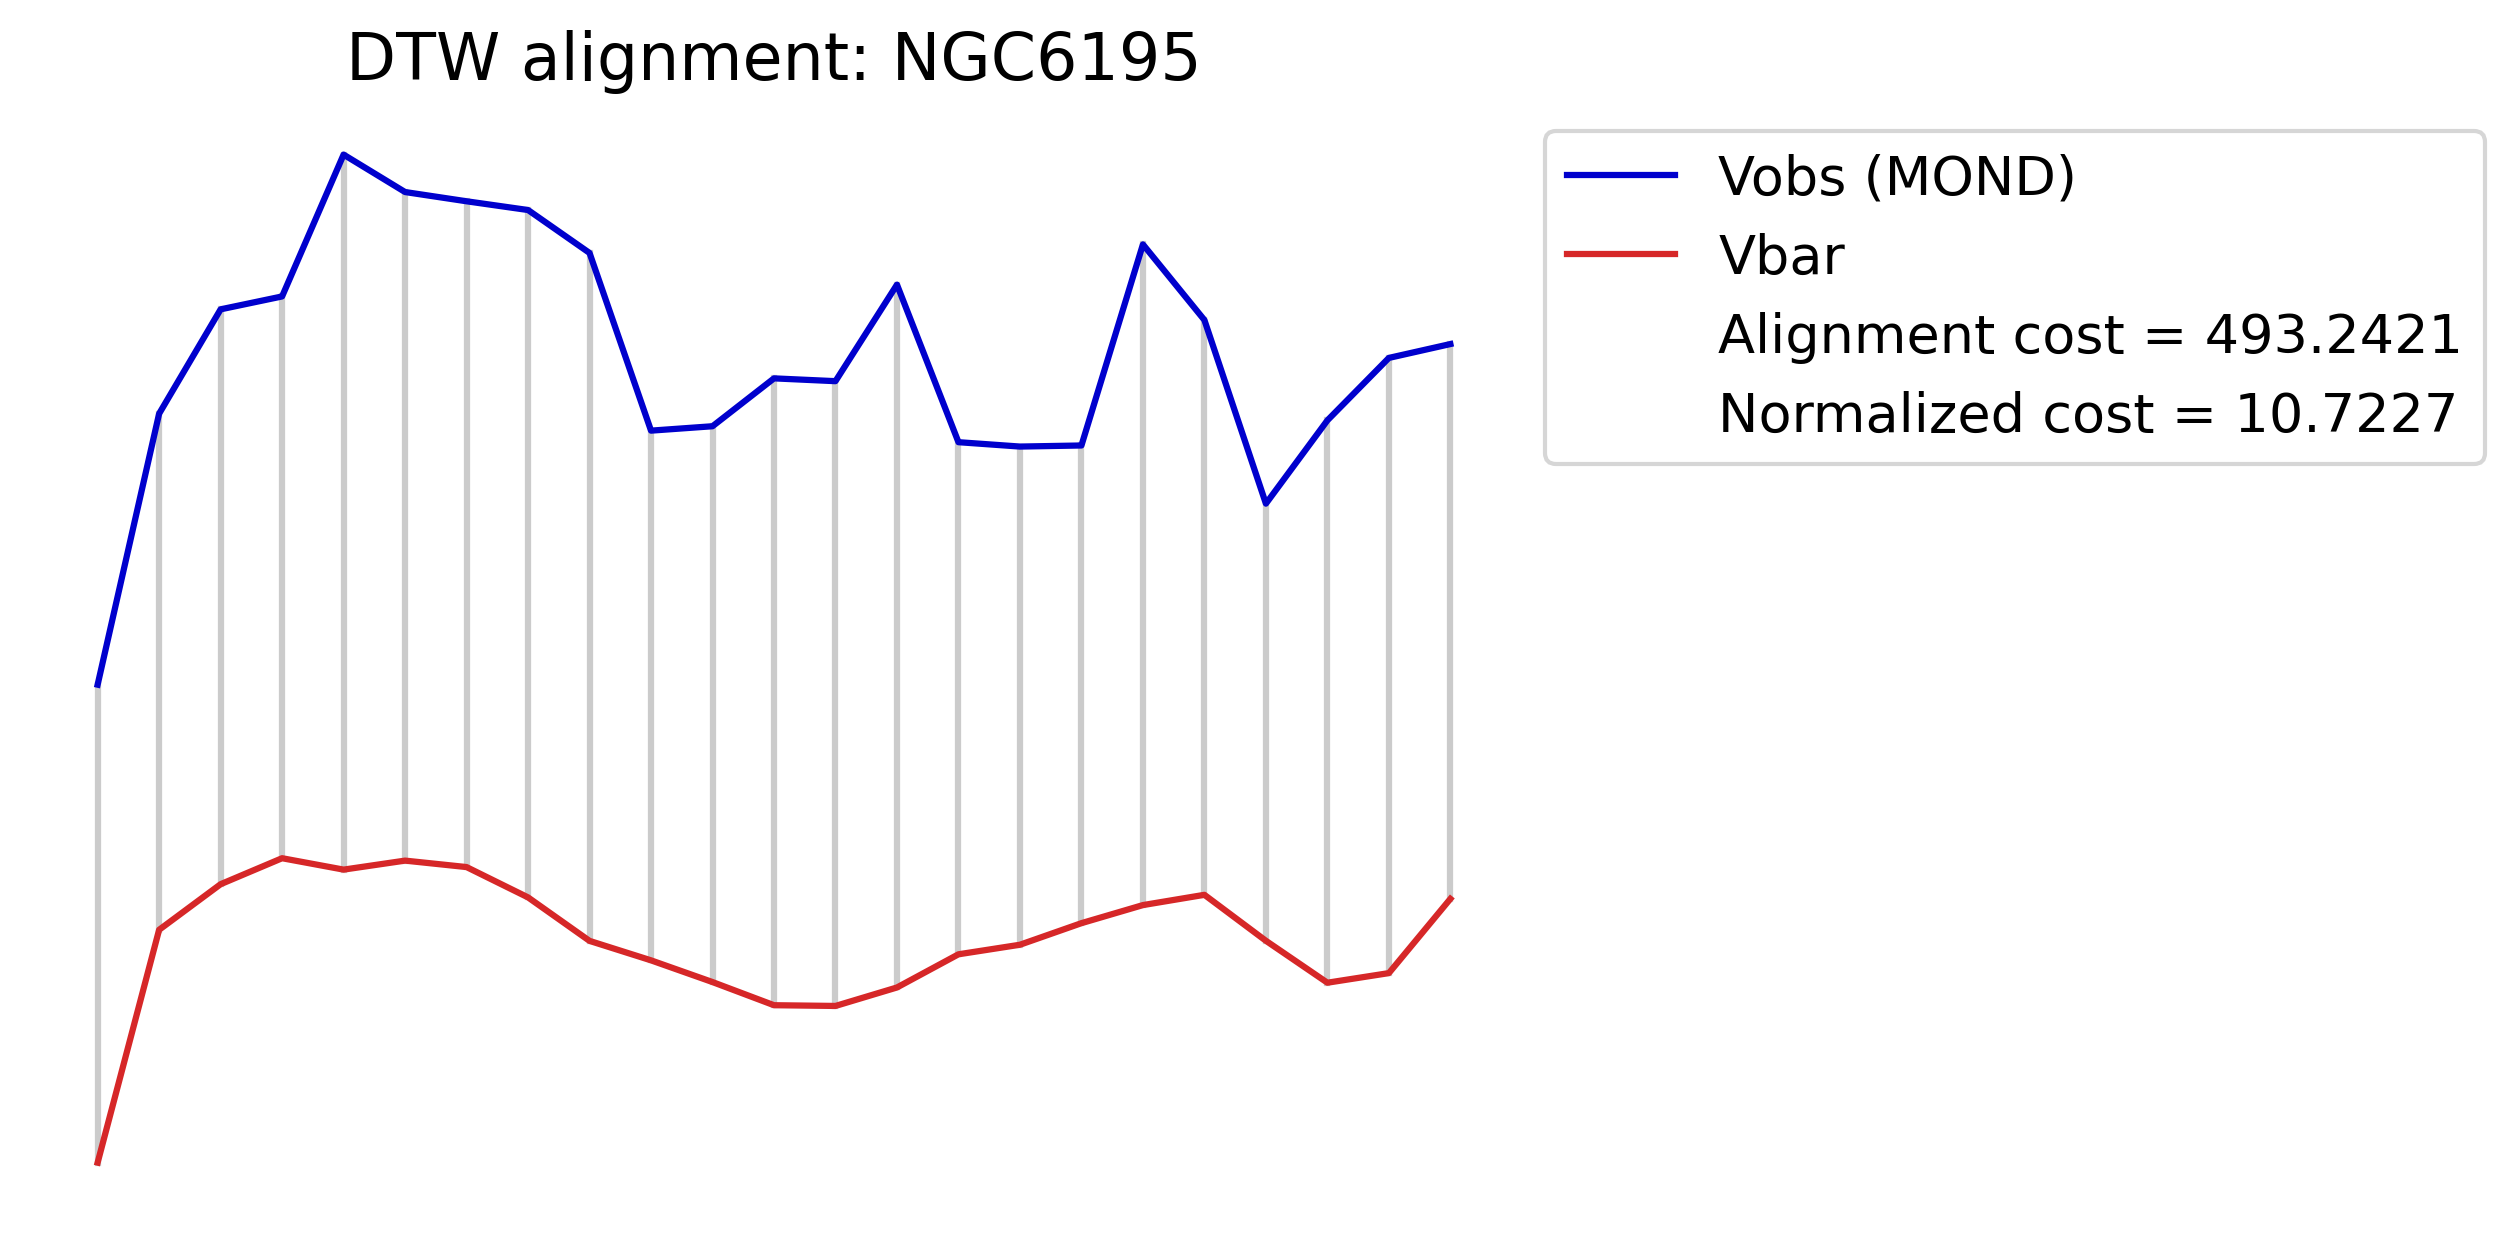 DTW alignment: NGC6195
Vobs (MOND)
Vbar
Alignment cost = 493.2421
Normalized cost = 10.7227